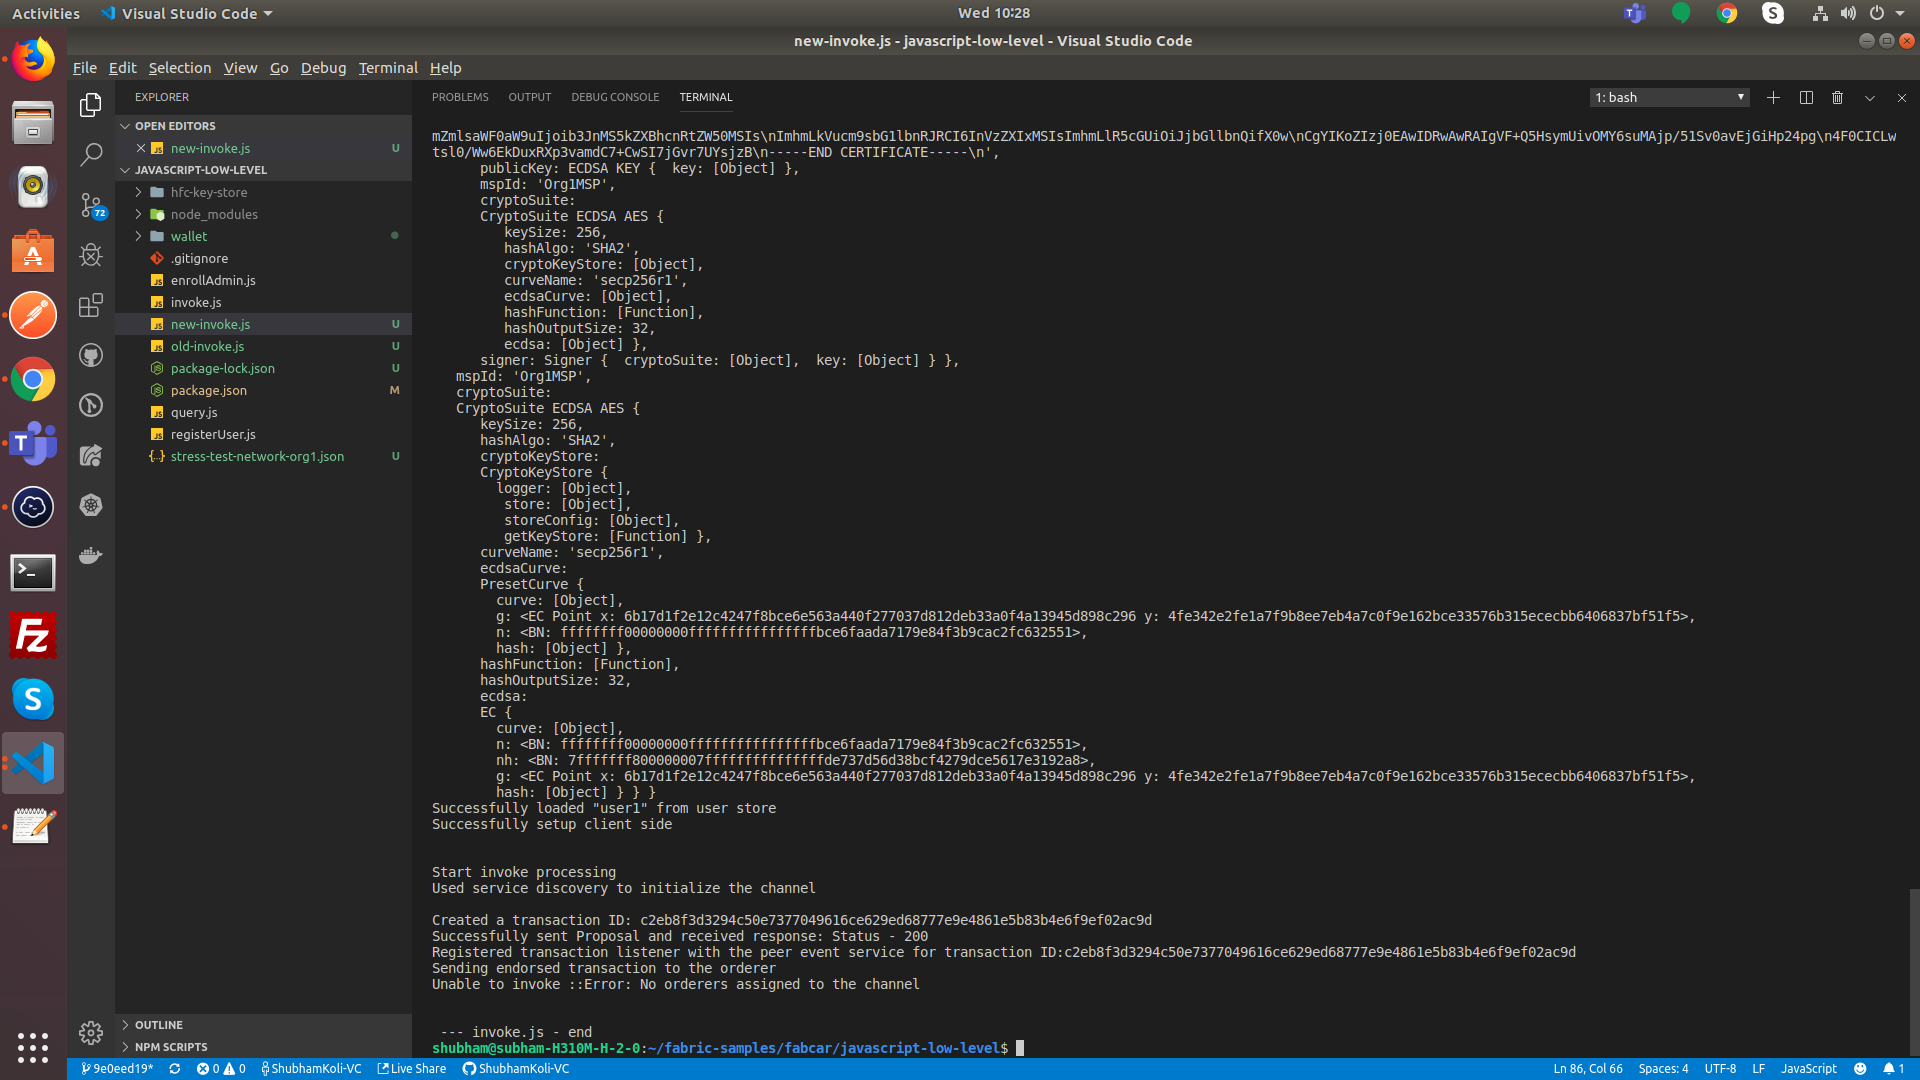 Activities
Visual Studio Code
Wed 10:28
new-invoke.js - javascript-low-level - Visual Studio Code
File Edit Selection View Go Debug Terminal Help
EXPLORER
OPEN EDITORS
new-invoke.js U
JAVASCRIPT-LOW-LEVEL
hfc-key-store
node_modules
wallet
.gitignore
enrollAdmin.js
invoke.js
new-invoke.js U
old-invoke.js U
package-lock.json U
package.json M
query.js
registerUser.js
stress-test-network-org1.json U
OUTLINE
NPM SCRIPTS
72
PROBLEMS OUTPUT DEBUG CONSOLE TERMINAL
1: bash
mZmlsaWF0aW9uIjoib3JnMS5kZXBhcnRtZW50MSIs\nImhmLkVucm9sbG1lbnRJRCI6InVzZXIxMSIsImhmLlR5cGUiOiJjbGllbnQifX0w\nCgYIKoZIzj0EAwIDRwAwRAIgVF+Q5HsymUivOMY6suMAjp/51Sv0avEjGiHp24pg\n4F0CICLw
tsl0/Ww6EkDuxRXp3vamdC7+CwSI7jGvr7UYsjzB\n-----END CERTIFICATE-----\n',
publicKey: ECDSA_KEY { _key: [Object] },
mspId: 'Org1MSP',
cryptoSuite:
CryptoSuite ECDSA AES {
keySize: 256,
hashAlgo: 'SHA2',
cryptoKeyStore: [Object],
curveName: 'secp256r1',
ecdsaCurve: [Object],
hashFunction: [Function],
hashOutputSize: 32,
ecdsa: [Object] },
signer: Signer { cryptoSuite: [Object], key: [Object] } },
mspId: 'Org1MSP',
cryptoSuite:
CryptoSuite ECDSA AES {
keySize: 256,
hashAlgo: 'SHA2',
cryptoKeyStore:
CryptoKeyStore {
logger: [Object],
store: [Object],
storeConfig: [Object],
getKeyStore: [Function] },
curveName: 'secp256r1',
ecdsaCurve:
PresetCurve {
curve: [Object],
g: <EC Point x: 6b17d1f2e12c4247f8bce6e563a440f277037d812deb33a0f4a13945d898c296 y: 4fe342e2fe1a7f9b8ee7eb4a7c0f9e162bce33576b315ececbb6406837bf51f5>,
n: <BN: ffffffff00000000ffffffffffffffffbce6faada7179e84f3b9cac2fc632551>,
hash: [Object] },
hashFunction: [Function],
hashOutputSize: 32,
ecdsa:
EC {
curve: [Object],
n: <BN: ffffffff00000000ffffffffffffffffbce6faada7179e84f3b9cac2fc632551>,
nh: <BN: 7fffffff800000007fffffffffffffffde737d56d38bcf4279dce5617e3192a8>,
g: <EC Point x: 6b17d1f2e12c4247f8bce6e563a440f277037d812deb33a0f4a13945d898c296 y: 4fe342e2fe1a7f9b8ee7eb4a7c0f9e162bce33576b315ececbb6406837bf51f5>,
hash: [Object] } } }
Successfully loaded "user1" from user store
Successfully setup client side
Start invoke processing
Used service discovery to initialize the channel
Created a transaction ID: c2eb8f3d3294c50e7377049616ce629ed68777e9e4861e5b83b4e6f9ef02ac9d
Successfully sent Proposal and received response: Status - 200
Registered transaction listener with the peer event service for transaction ID:c2eb8f3d3294c50e7377049616ce629ed68777e9e4861e5b83b4e6f9ef02ac9d
Sending endorsed transaction to the orderer
Unable to invoke ::Error: No orderers assigned to the channel
--- invoke.js - end
shubham@subham-H310M-H-2-0:~/fabric-samples/fabcar/javascript-low-level$
9e0eed19* 0 0 ShubhamKoli-VC Live Share ShubhamKoli-VC
Ln 86, Col 66 Spaces: 4 UTF-8 LF JavaScript 1